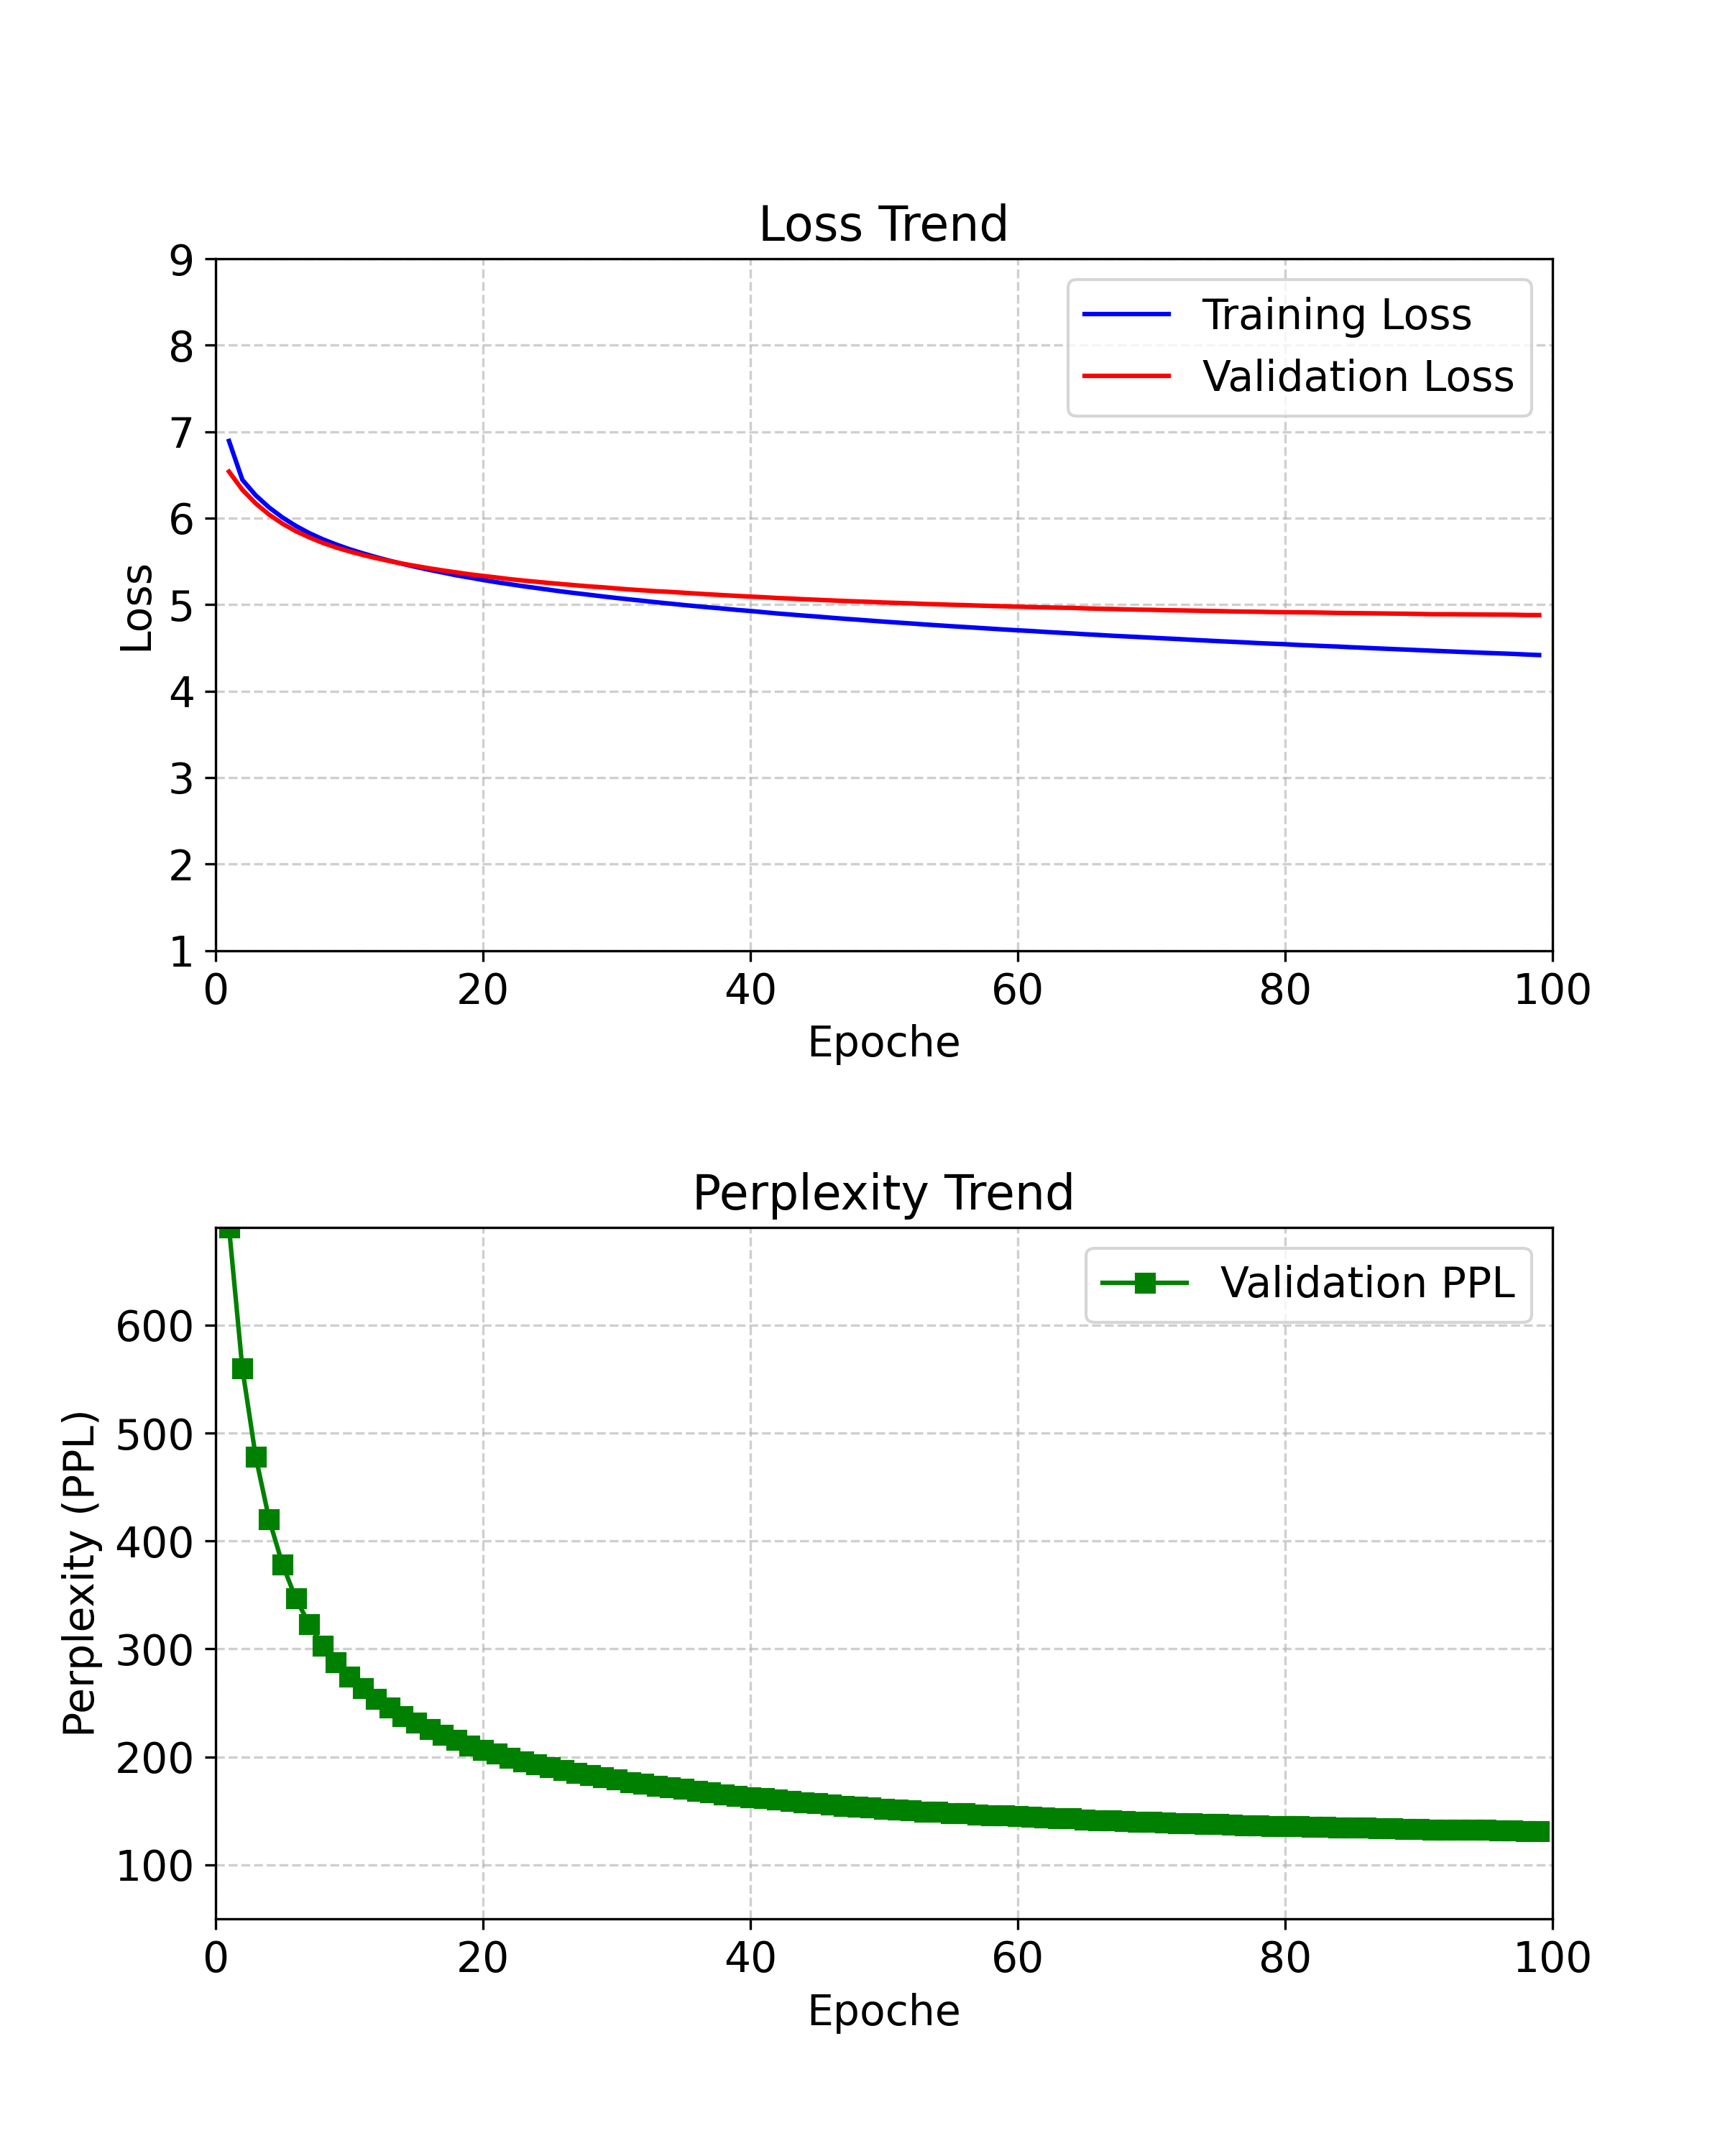 Loss Trend
9
8
7
6
5
4
3
2
1
Loss
Training Loss
Validation Loss
0 20 40 60 80 100
Epoche
Perplexity Trend
600
500
400
300
200
100
Perplexity (PPL)
Validation PPL
0 20 40 60 80 100
Epoche